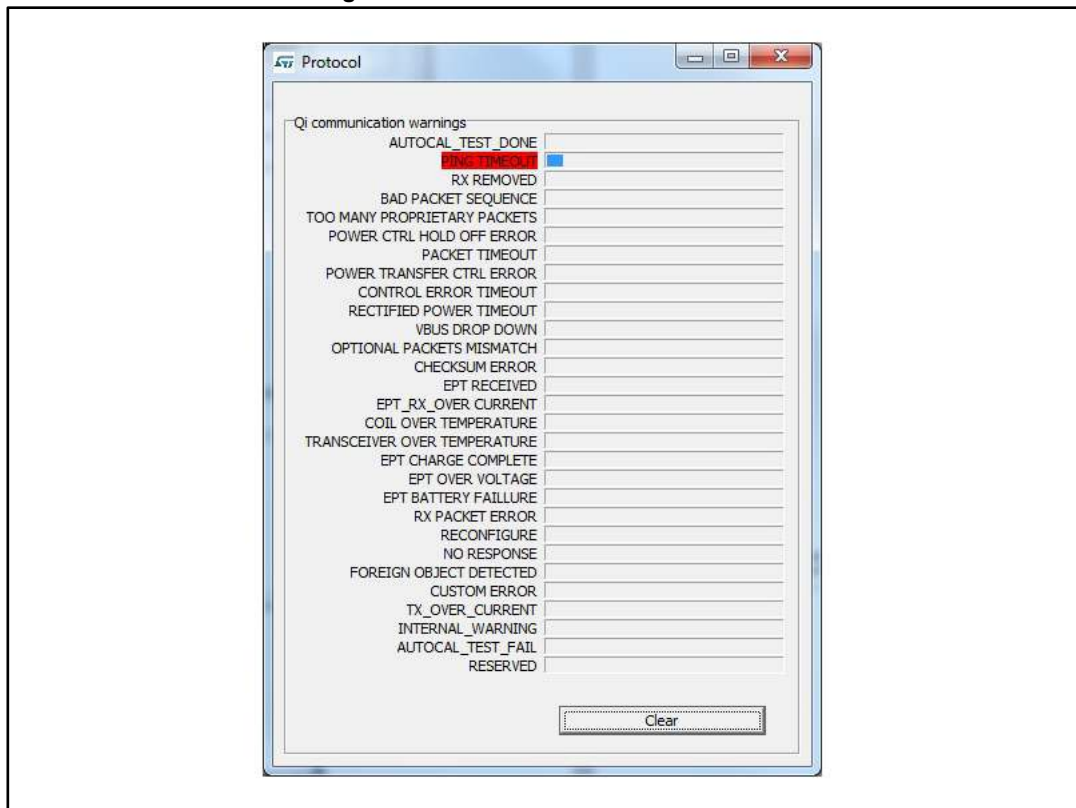 Protocol
Qi communication warnings
AUTOCAL_TEST_DONE
PING TIMEOUT
RX REMOVED
BAD PACKET SEQUENCE
TOO MANY PROPRIETARY PACKETS
POWER CTRL HOLD OFF ERROR
PACKET TIMEOUT
POWER TRANSFER CTRL ERROR
CONTROL ERROR TIMEOUT
RECTIFIED POWER TIMEOUT
VBUS DROP DOWN
OPTIONAL PACKETS MISMATCH
CHECKSUM ERROR
EPT RECEIVED
EPT_RX_OVER CURRENT
COIL OVER TEMPERATURE
TRANSCEIVER OVER TEMPERATURE
EPT CHARGE COMPLETE
EPT OVER VOLTAGE
EPT BATTERY FAILLURE
RX PACKET ERROR
RECONFIGURE
NO RESPONSE
FOREIGN OBJECT DETECTED
CUSTOM ERROR
TX_OVER_CURRENT
INTERNAL_WARNING
AUTOCAL_TEST_FAIL
RESERVED
Clear